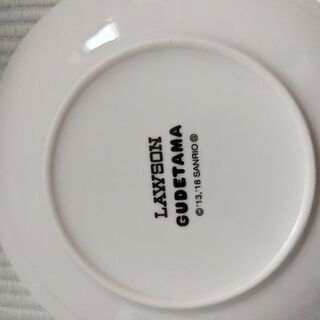 LAWSON
GUDETAMA
© '13, '18 SANRIO ®